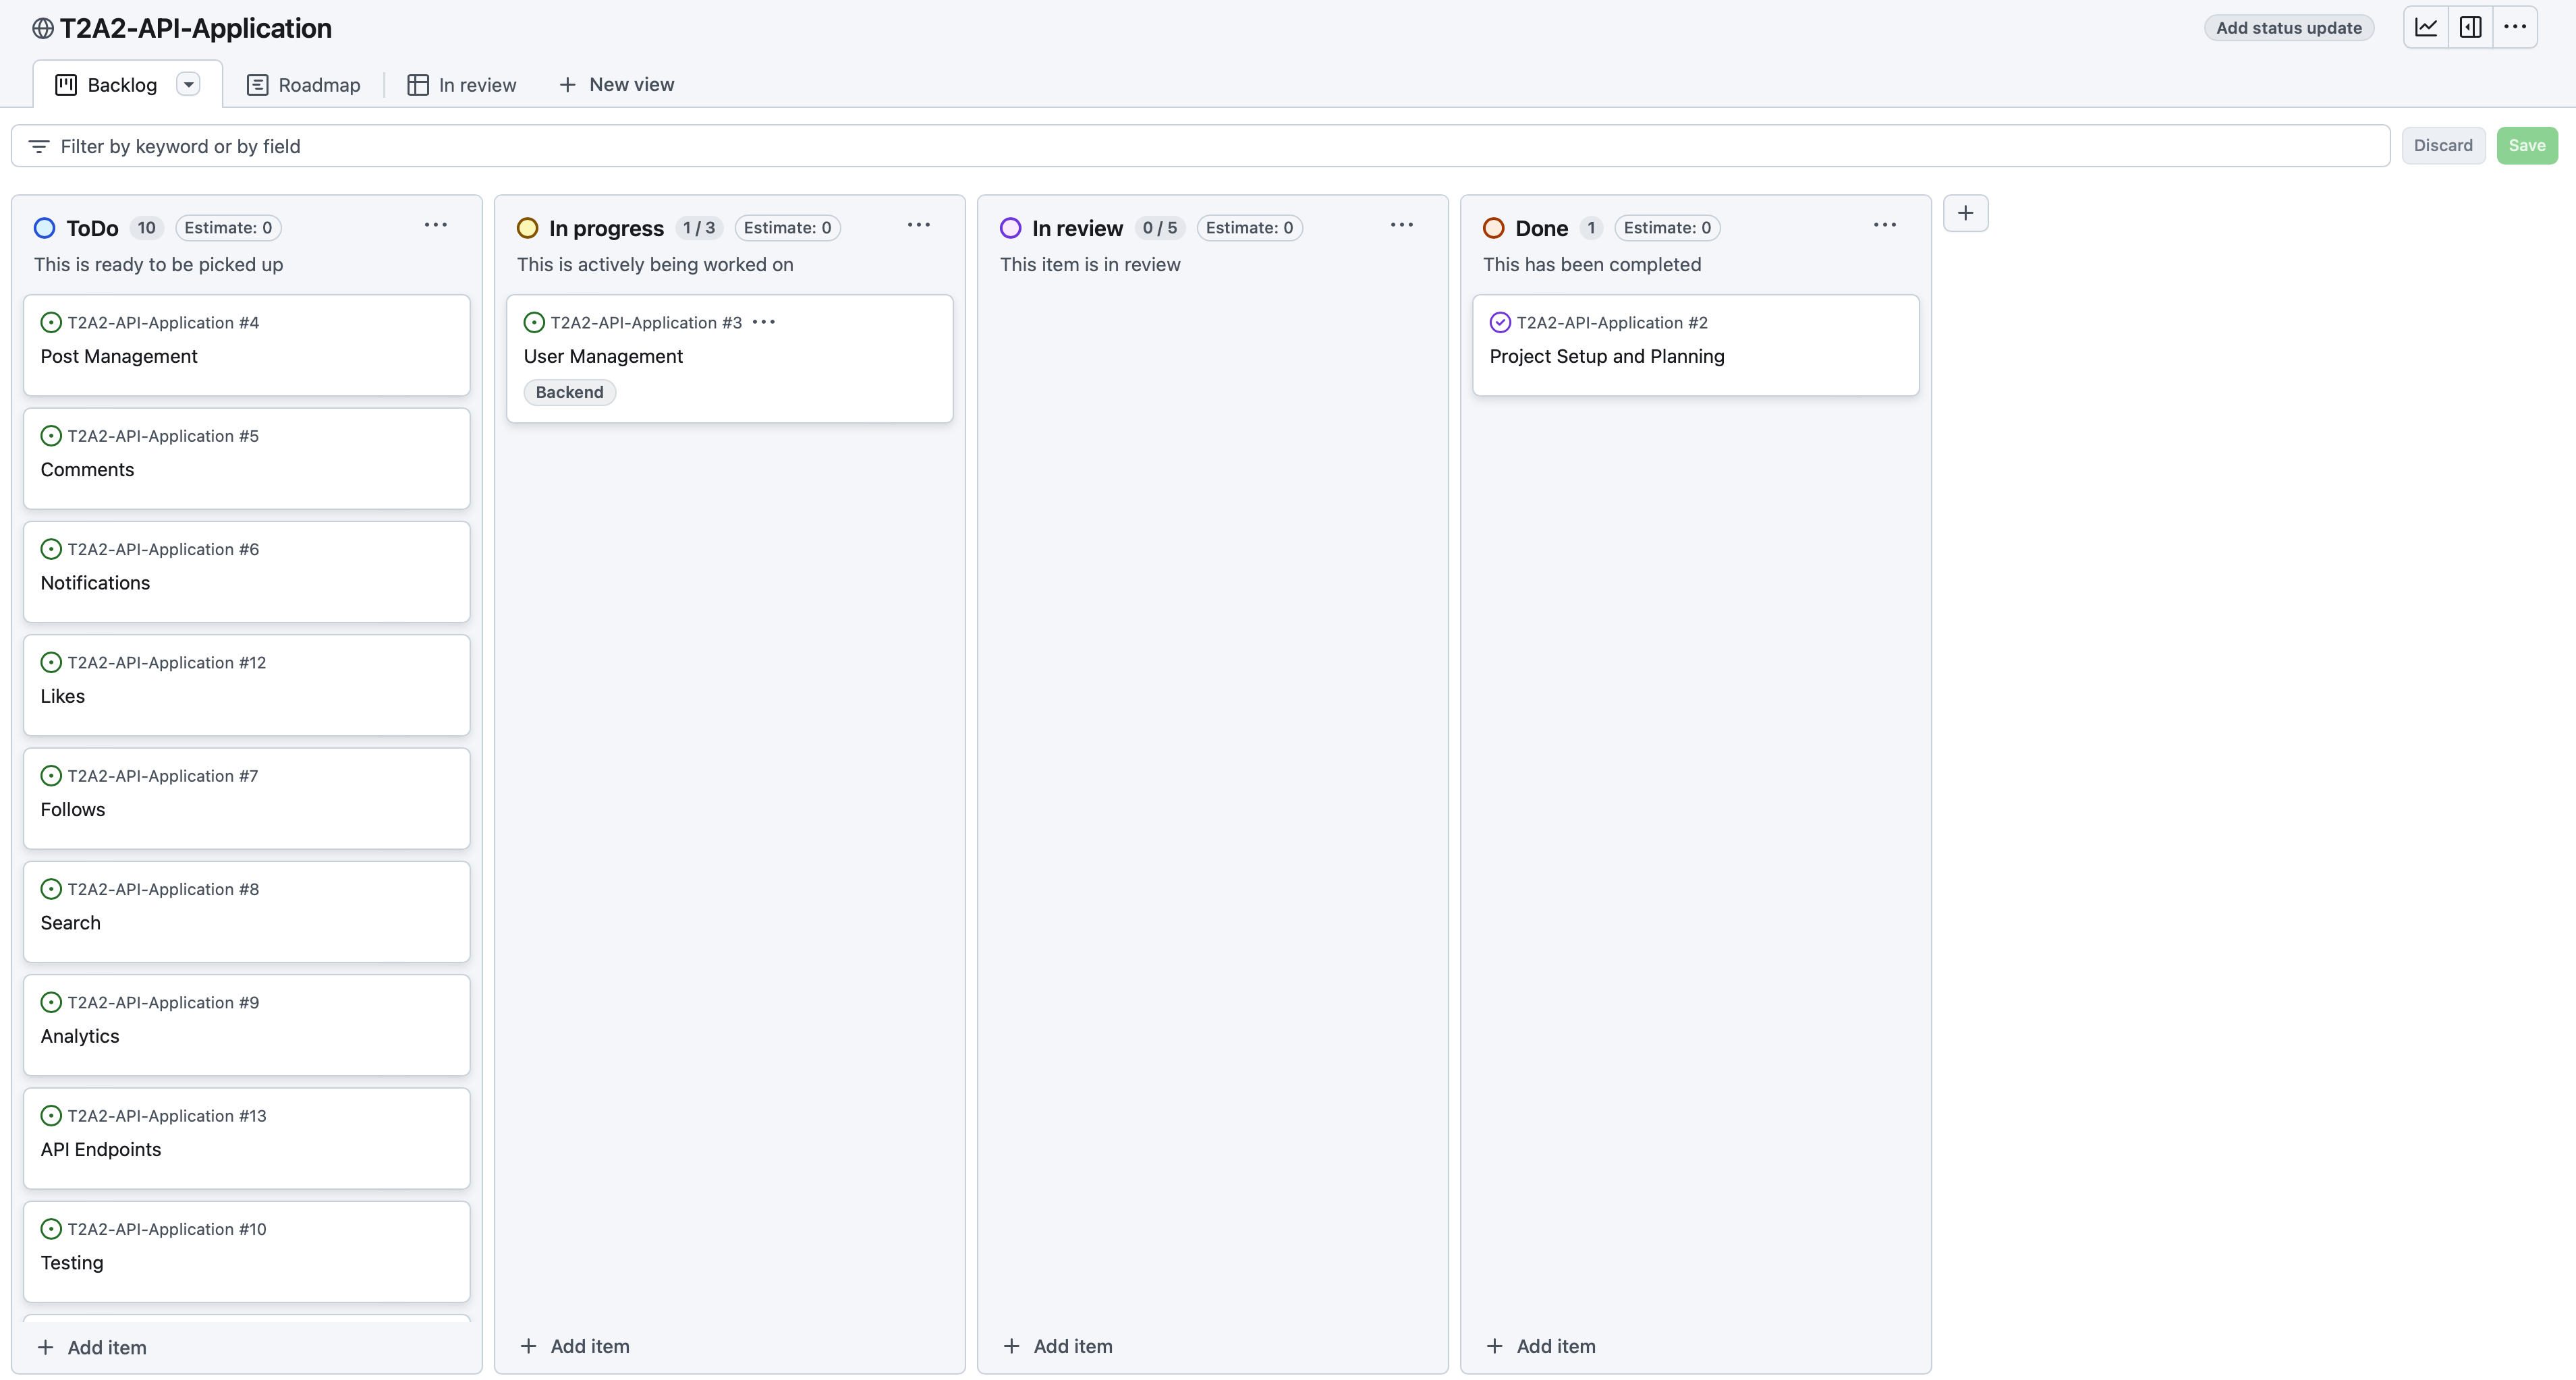 T2A2-API-Application
Add status update
Backlog
Roadmap
In review
New view
Filter by keyword or by field
Discard
Save
ToDo 10 Estimate: 0
This is ready to be picked up
T2A2-API-Application #4
Post Management
T2A2-API-Application #5
Comments
T2A2-API-Application #6
Notifications
T2A2-API-Application #12
Likes
T2A2-API-Application #7
Follows
T2A2-API-Application #8
Search
T2A2-API-Application #9
Analytics
T2A2-API-Application #13
API Endpoints
T2A2-API-Application #10
Testing
+ Add item
In progress 1 / 3 Estimate: 0
This is actively being worked on
T2A2-API-Application #3
User Management
Backend
+ Add item
In review 0 / 5 Estimate: 0
This item is in review
+ Add item
Done 1 Estimate: 0
This has been completed
T2A2-API-Application #2
Project Setup and Planning
+ Add item